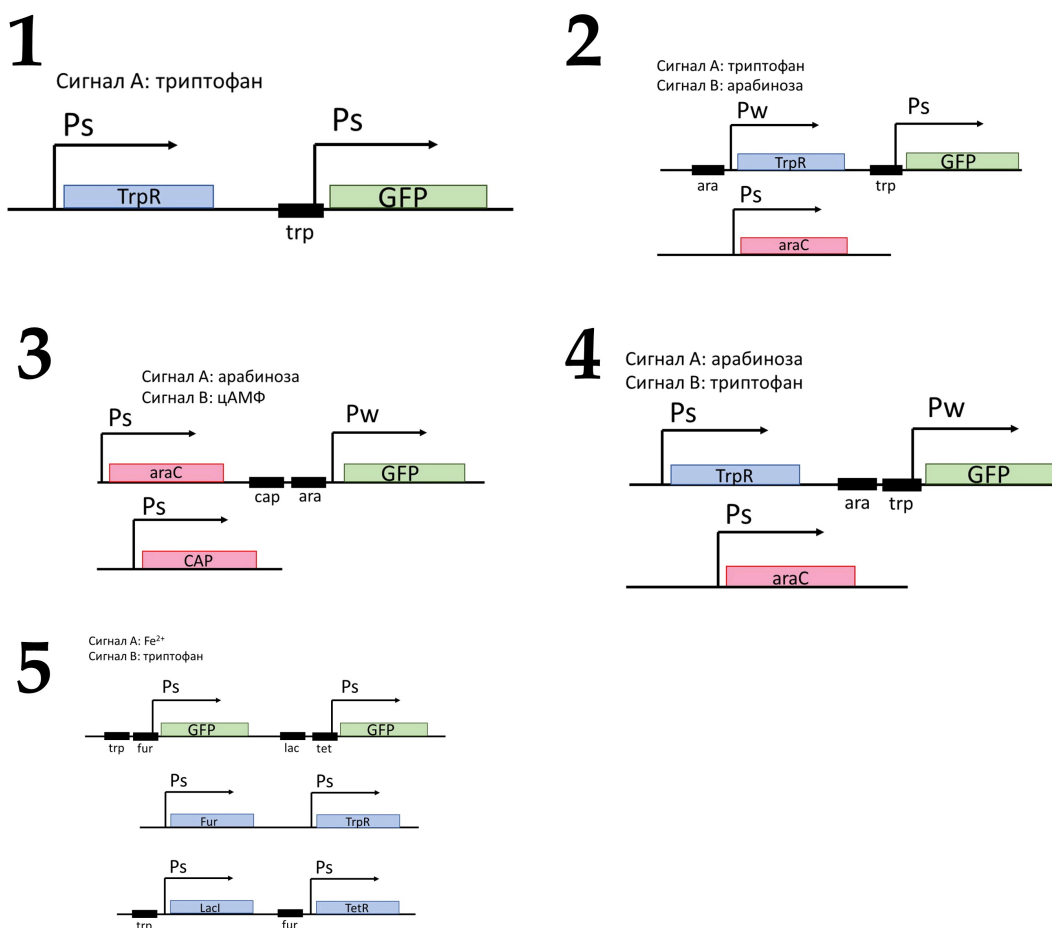 1
Сигнал А: триптофан
Ps Ps
TrpR GFP
trp
2
Сигнал А: триптофан
Сигнал В: арабиноза
Pw Ps
TrpR GFP
ara trp
Ps
araC
3
Сигнал А: арабиноза
Сигнал В: цАМФ
Ps Pw
araC GFP
cap ara
Ps
CAP
4
Сигнал А: арабиноза
Сигнал В: триптофан
Ps Pw
TrpR GFP
ara trp
Ps
araC
5
Сигнал А: Fe²⁺
Сигнал В: триптофан
Ps Ps
GFP GFP
trp fur lac tet
Ps Ps
Fur TrpR
Ps Ps
LacI TetR
trp fur